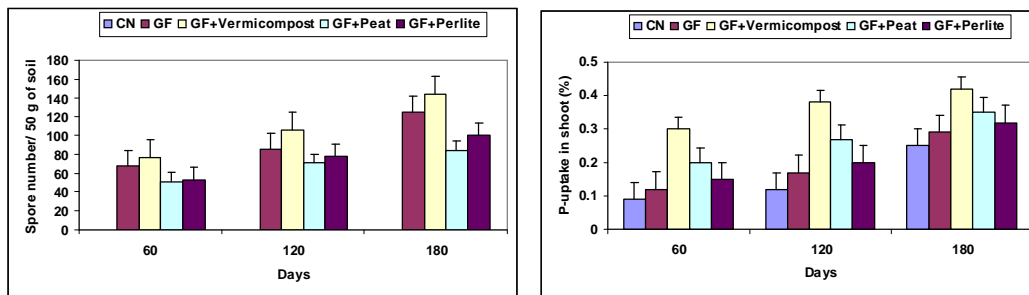 CN GF GF+Vermicompost GF+Peat GF+Perlite
Spore number/ 50 g of soil
180
160
140
120
100
80
60
40
20
0
60 120 180
Days
CN GF GF+Vermicompost GF+Peat GF+Perlite
P-uptake in shoot (%)
0.5
0.4
0.3
0.2
0.1
0
60 120 180
Days